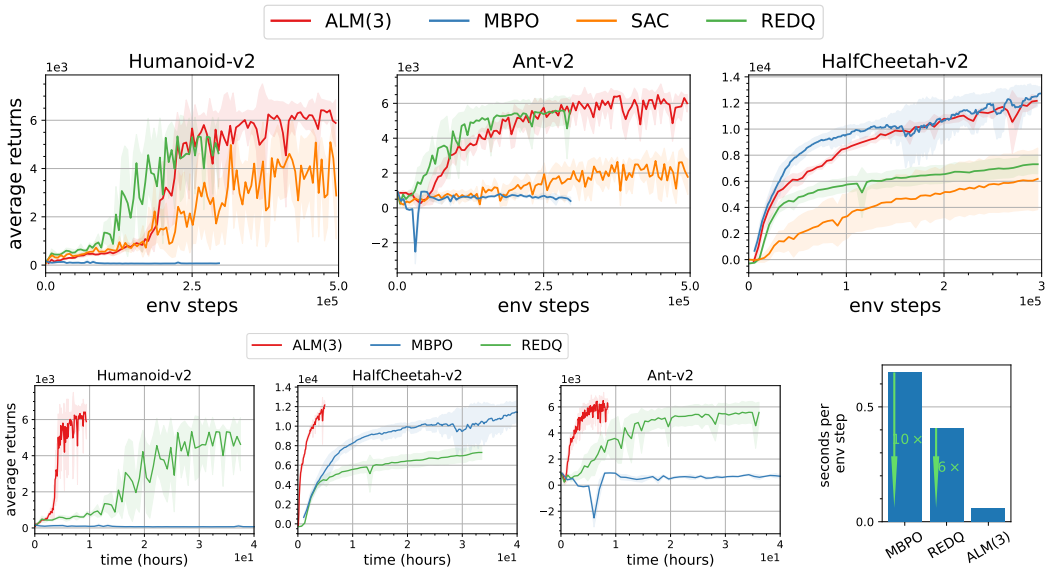 ALM(3) MBPO SAC REDQ
Humanoid-v2 Ant-v2 HalfCheetah-v2
1e3 1e3 1e4
average returns
6
4
2
0
0.0 2.5 5.0
1e5
env steps
6
4
2
0
−2
0.0 2.5 5.0
1e5
env steps
1.4
1.2
1.0
0.8
0.6
0.4
0.2
0.0
0 1 2 3
1e5
env steps
ALM(3) MBPO REDQ
Humanoid-v2 HalfCheetah-v2 Ant-v2
1e3 1e4 1e3
average returns
6
4
2
0
0 1 2 3 4
1e1
time (hours)
1.4
1.2
1.0
0.8
0.6
0.4
0.2
0.0
0 1 2 3 4
1e1
time (hours)
6
4
2
0
−2
0 1 2 3 4
1e1
time (hours)
seconds per
env step
0.5
0.0
10 ×
6 ×
MBPO REDQ ALM(3)